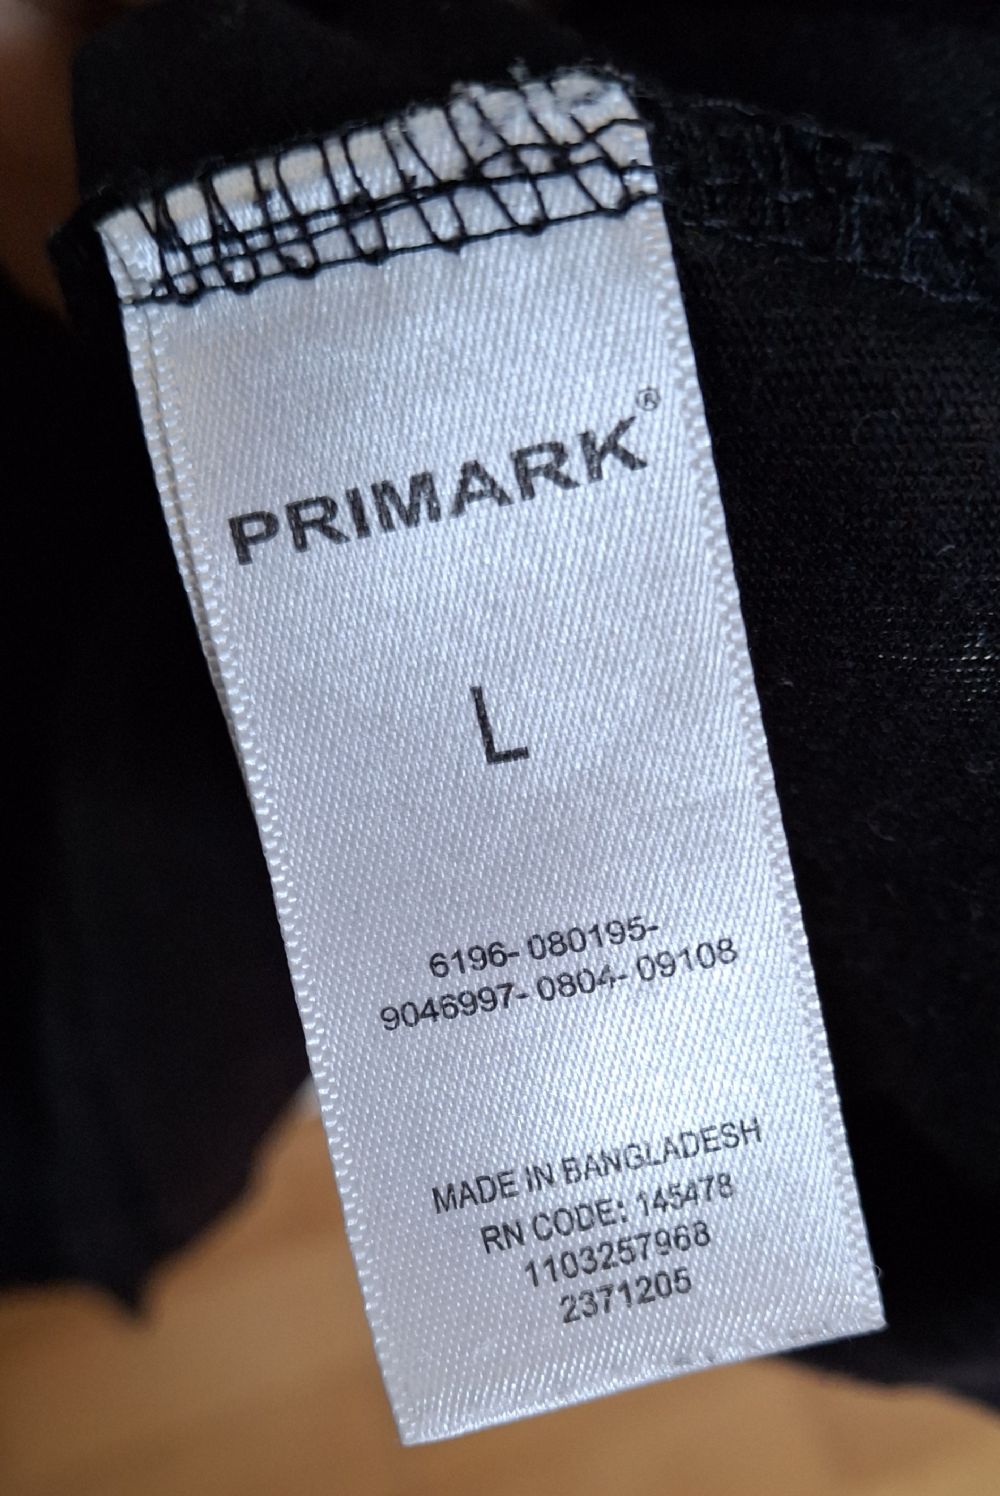 PRIMARK®
L
6196- 080195-
9046997- 0804- 09108
MADE IN BANGLADESH
RN CODE: 145478
1103257968
2371205